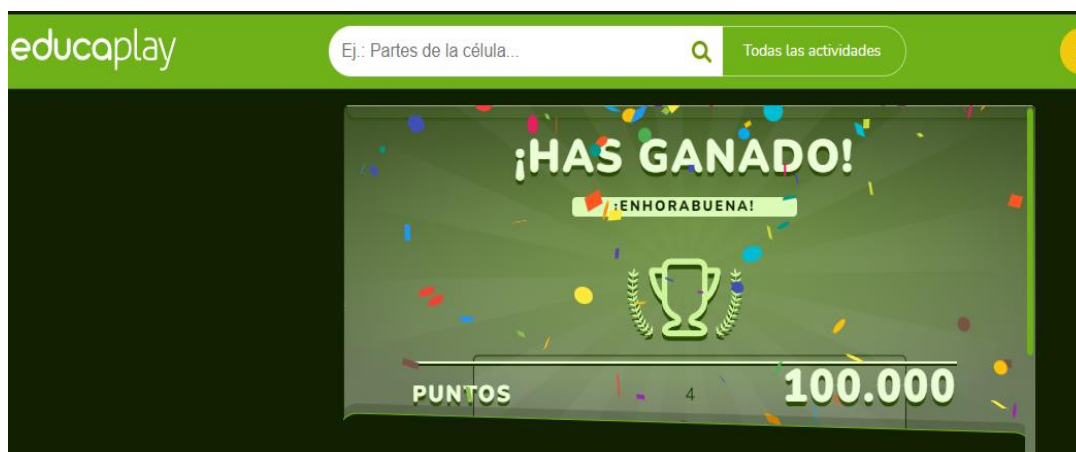 educaplay
Ej.: Partes de la célula...
Todas las actividades
¡HAS GANADO!
¡ENHORABUENA!
PUNTOS
4
100.000